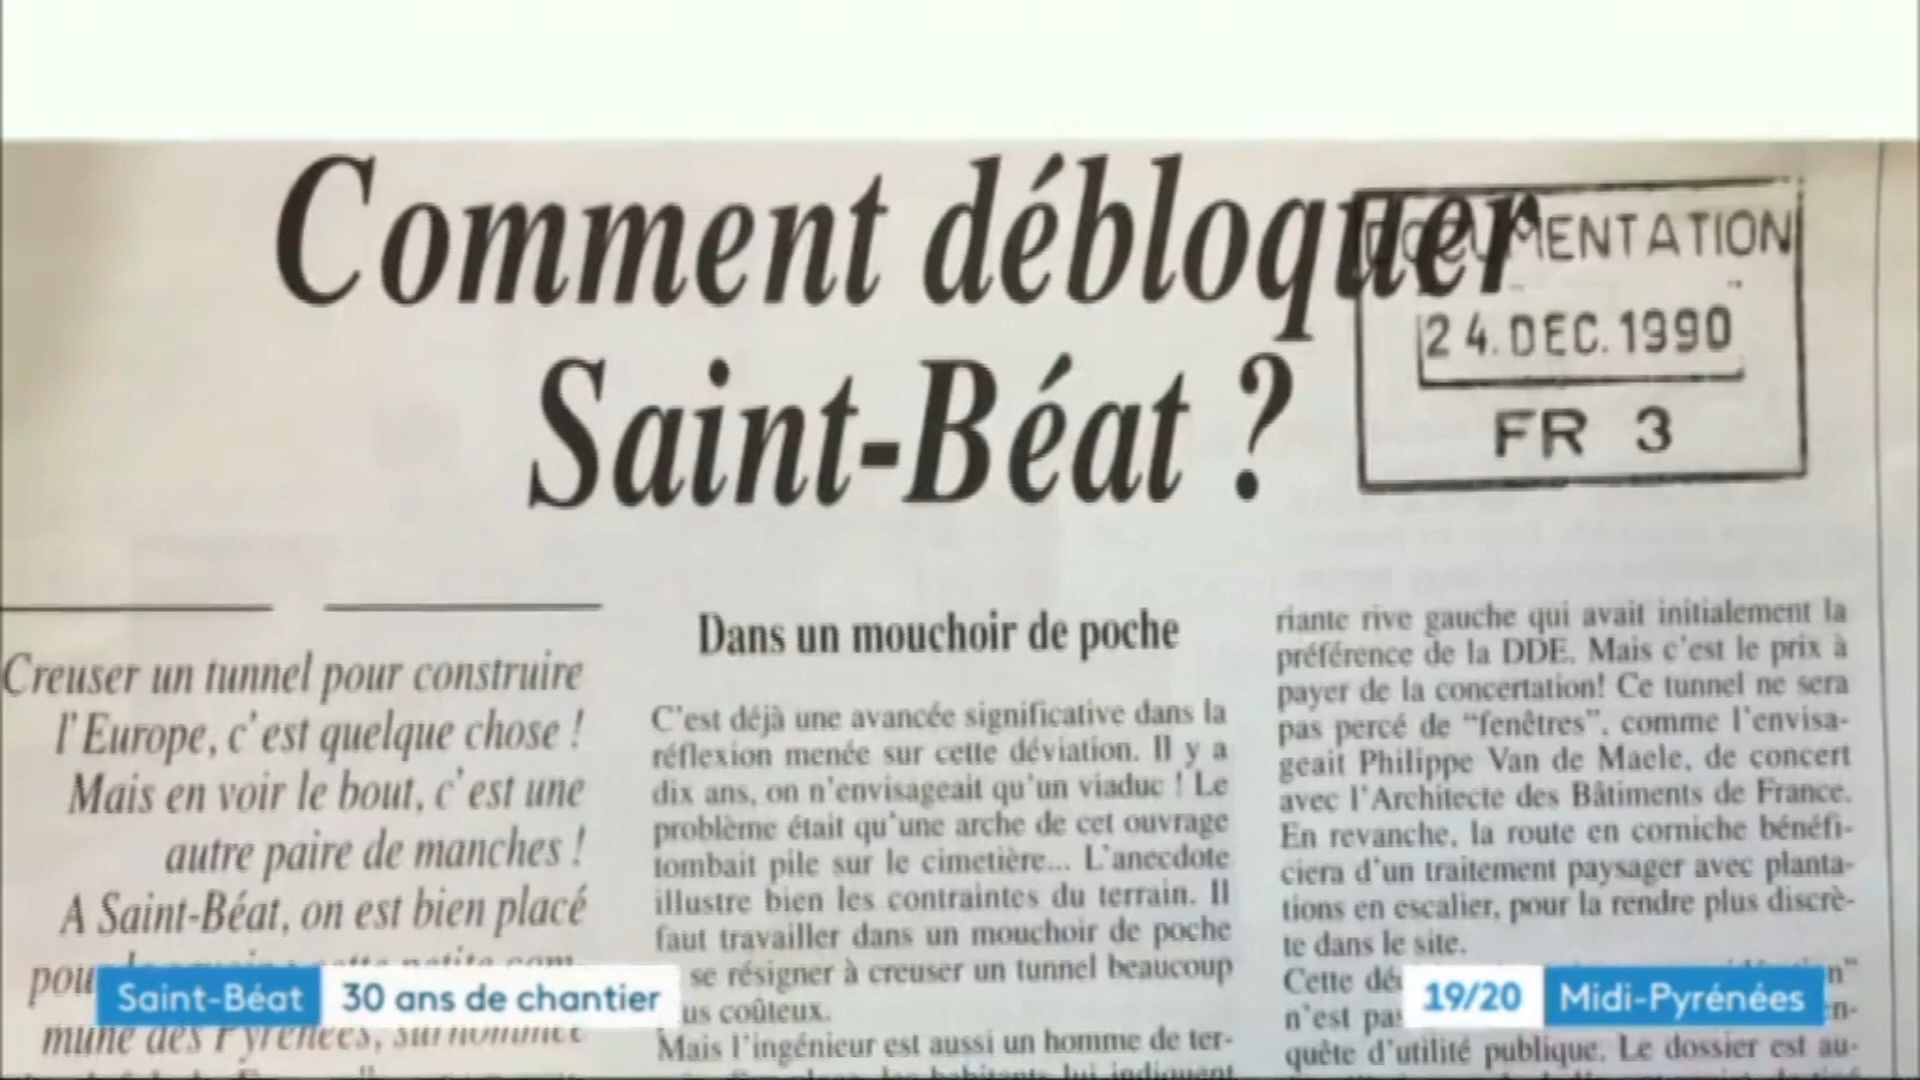 Comment débloquer
Saint-Béat ?
DOCUMENTATION
24. DEC. 1990
FR 3
Creuser un tunnel pour construire
l'Europe, c'est quelque chose !
Mais en voir le bout, c'est une
autre paire de manches !
A Saint-Béat, on est bien placé
mune des Pyrénées, surnommée
Dans un mouchoir de poche
C'est déjà une avancée significative dans la
réflexion menée sur cette déviation. Il y a
dix ans, on n'envisageait qu'un viaduc ! Le
problème était qu'une arche de cet ouvrage
tombait pile sur le cimetière... L'anecdote
illustre bien les contraintes du terrain. Il
faut travailler dans un mouchoir de poche
se résigner à creuser un tunnel beaucoup
us coûteux.
Mais l'ingénieur est aussi un homme de ter-
habitants lui indiquent
riante rive gauche qui avait initialement la
préférence de la DDE. Mais c'est le prix à
payer de la concertation! Ce tunnel ne sera
pas percé de "fenêtres", comme l'envisa-
geait Philippe Van de Maele, de concert
avec l'Architecte des Bâtiments de France.
En revanche, la route en corniche bénéfi-
ciera d'un traitement paysager avec planta-
tions en escalier, pour la rendre plus discrè-
te dans le site.
Cette
n'est
quête d'utilité publique. Le dossier est au-
Saint-Béat 30 ans de chantier
19/20 Midi-Pyrénées